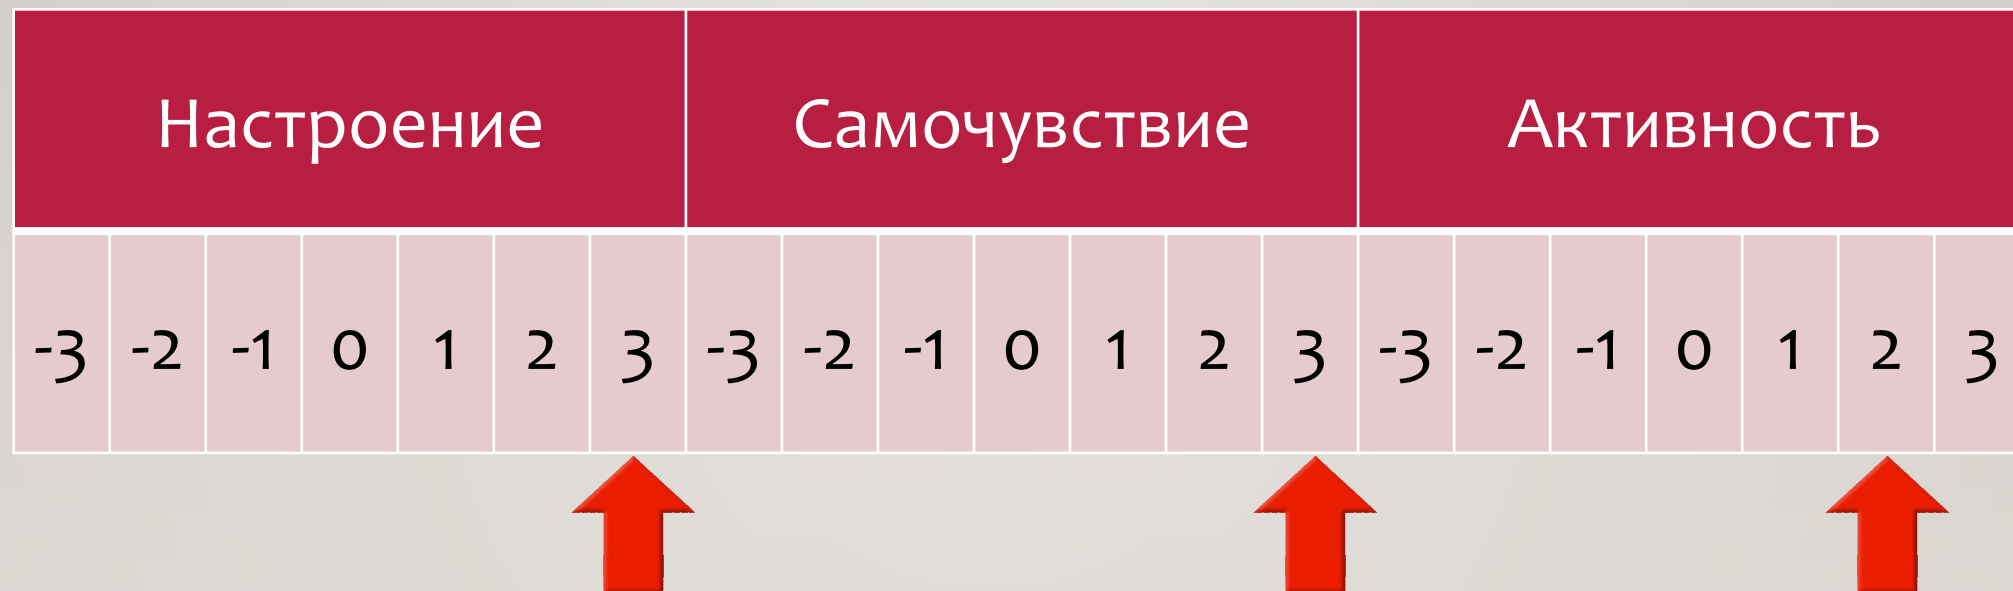 Настроение Самочувствие Активность
-3 -2 -1 0 1 2 3 -3 -2 -1 0 1 2 3 -3 -2 -1 0 1 2 3